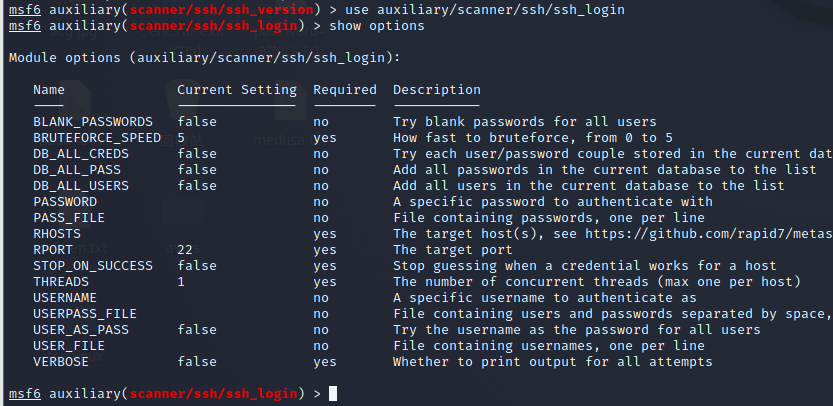 msf6 auxiliary(scanner/ssh/ssh_version) > use auxiliary/scanner/ssh/ssh_login
msf6 auxiliary(scanner/ssh/ssh_login) > show options
Module options (auxiliary/scanner/ssh/ssh_login):
Name Current Setting Required Description
BLANK_PASSWORDS false no Try blank passwords for all users
BRUTEFORCE_SPEED 5 yes How fast to bruteforce, from 0 to 5
DB_ALL_CREDS false no Try each user/password couple stored in the current dat
DB_ALL_PASS false no Add all passwords in the current database to the list
DB_ALL_USERS false no Add all users in the current database to the list
PASSWORD no A specific password to authenticate with
PASS_FILE no File containing passwords, one per line
RHOSTS yes The target host(s), see https://github.com/rapid7/metas
RPORT 22 yes The target port
STOP_ON_SUCCESS false yes Stop guessing when a credential works for a host
THREADS 1 yes The number of concurrent threads (max one per host)
USERNAME no A specific username to authenticate as
USERPASS_FILE no File containing users and passwords separated by space,
USER_AS_PASS false no Try the username as the password for all users
USER_FILE no File containing usernames, one per line
VERBOSE false yes Whether to print output for all attempts
msf6 auxiliary(scanner/ssh/ssh_login) >